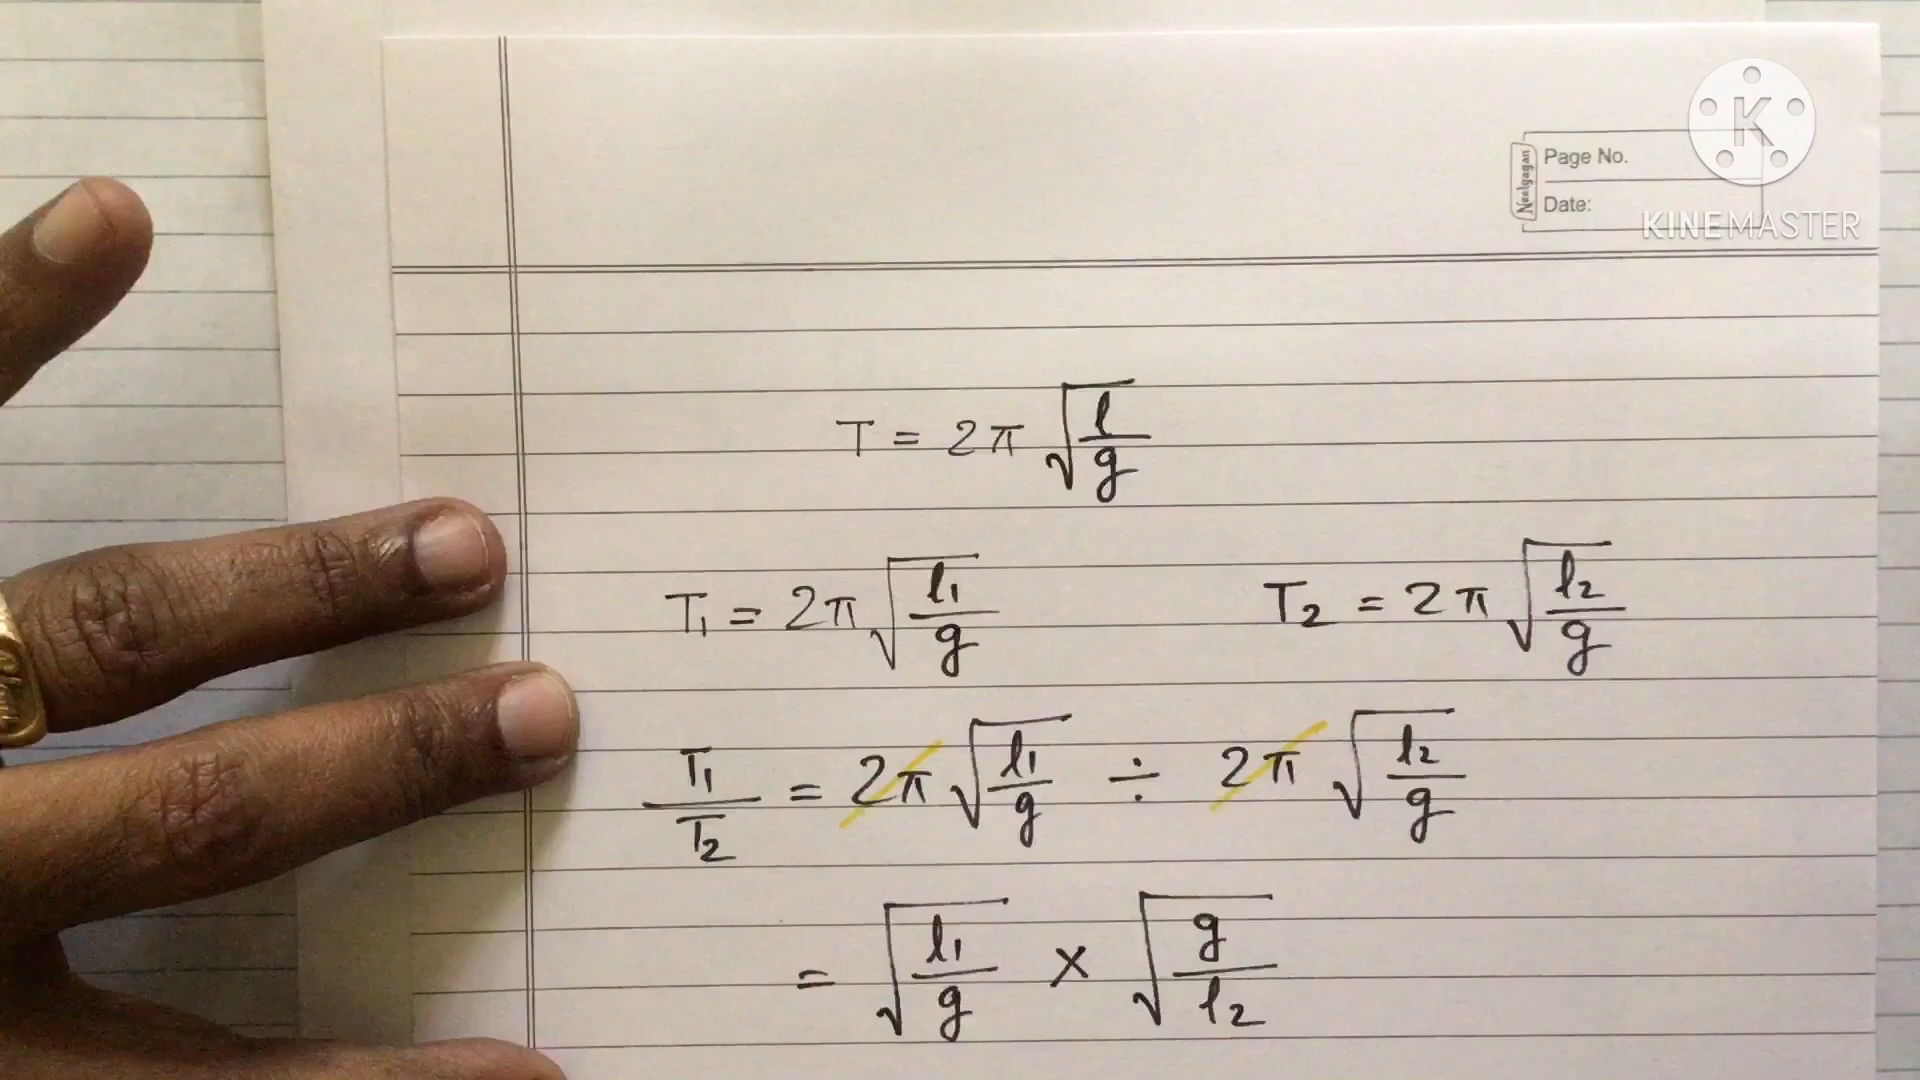 Neelgagan
Page No.
Date:
KINEMASTER
K
T = 2π √(l/g)
T₁ = 2π √(l₁/g) T₂ = 2π √(l₂/g)
T₁/T₂ = 2π √(l₁/g) ÷ 2π √(l₂/g)
= √(l₁/g) × √(g/l₂)